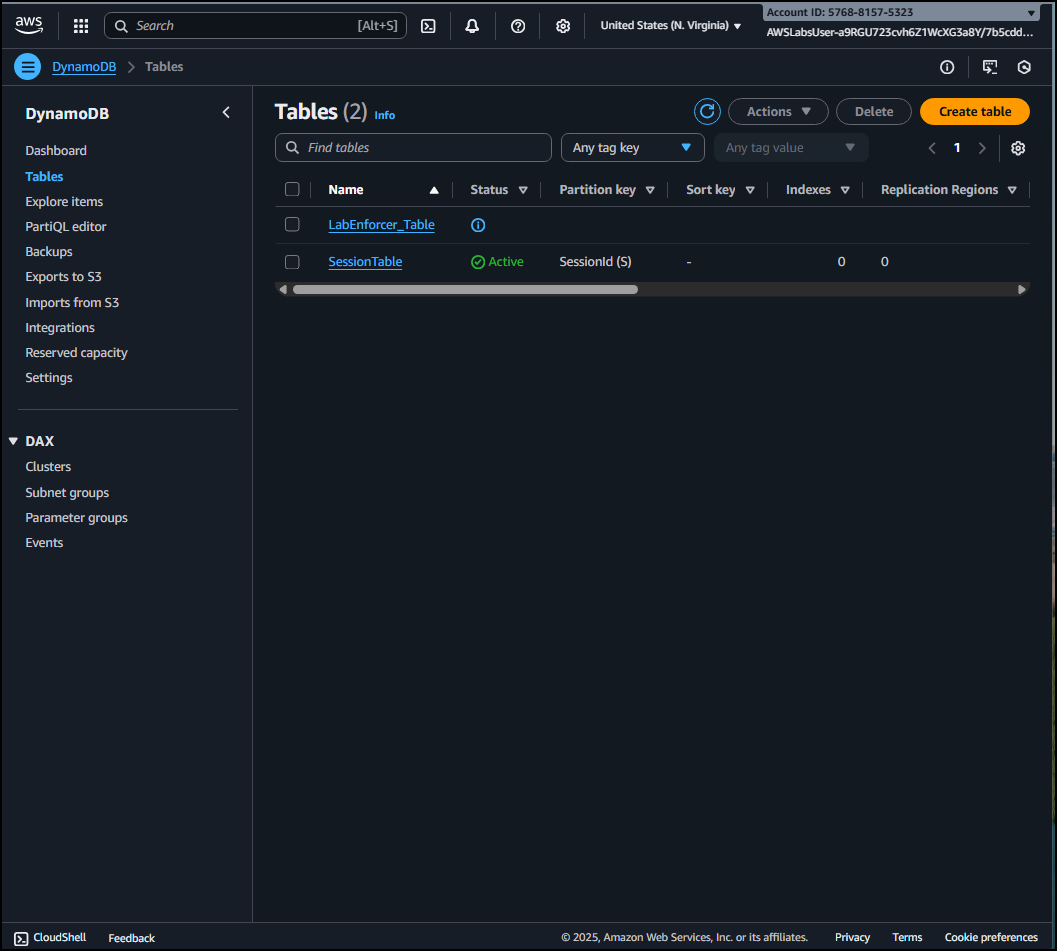 aws
Search [Alt+S]
United States (N. Virginia)
Account ID: 5768-8157-5323
AWSLabsUser-a9RGU723cvh6Z1WcXG3a8Y/7b5cdd...
DynamoDB > Tables
DynamoDB
Dashboard
Tables
Explore items
PartiQL editor
Backups
Exports to S3
Imports from S3
Integrations
Reserved capacity
Settings
DAX
Clusters
Subnet groups
Parameter groups
Events
Tables (2) Info
Actions Delete Create table
Find tables Any tag key Any tag value 1
Name Status Partition key Sort key Indexes Replication Regions
LabEnforcer_Table
SessionTable Active SessionId (S) - 0 0
CloudShell Feedback © 2025, Amazon Web Services, Inc. or its affiliates. Privacy Terms Cookie preferences